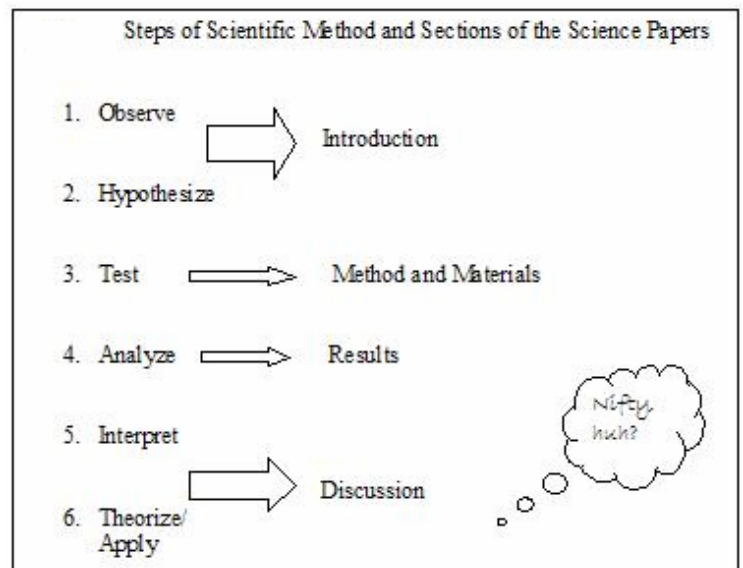 Steps of Scientific Method and Sections of the Science Papers
1. Observe
Introduction
2. Hypothesize
3. Test
Method and Materials
4. Analyze
Results
5. Interpret
Discussion
6. Theorize/
Apply
Nifty,
huh?